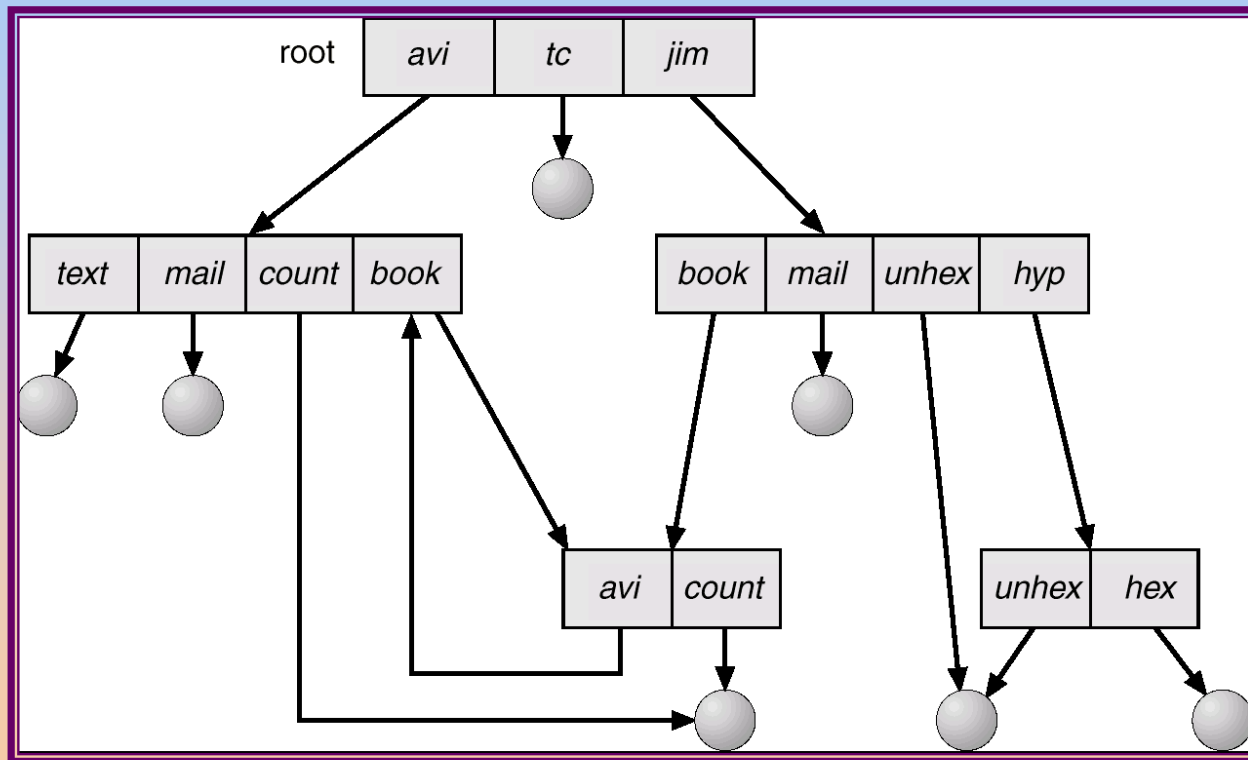 root avi tc jim
text mail count book book mail unhex hyp
avi count unhex hex